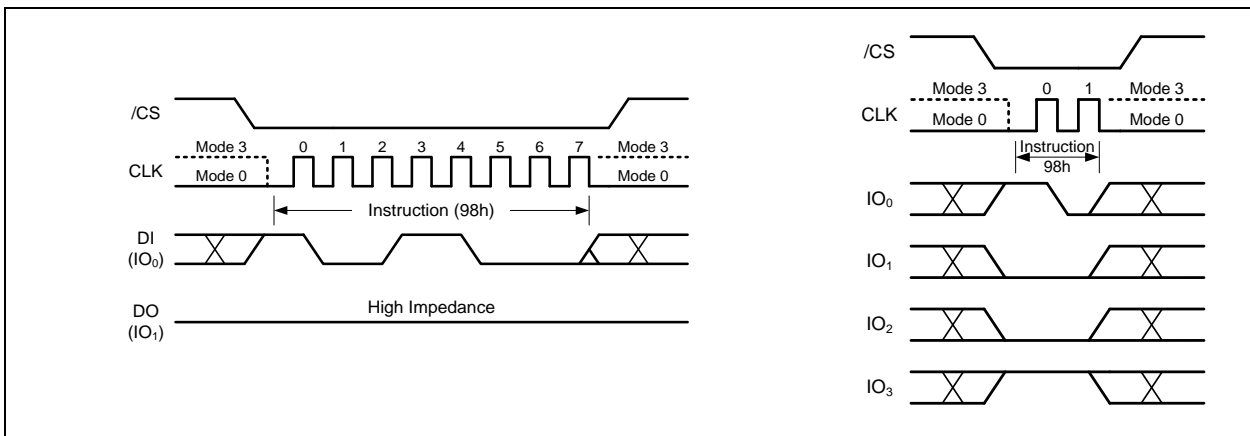 /CS
Mode 3 0 1 2 3 4 5 6 7 Mode 3
CLK
Mode 0 Mode 0
Instruction (98h)
DI
(IO₀)
High Impedance
DO
(IO₁)
/CS
Mode 3 0 1 Mode 3
CLK
Mode 0 Mode 0
Instruction
98h
IO₀
IO₁
IO₂
IO₃